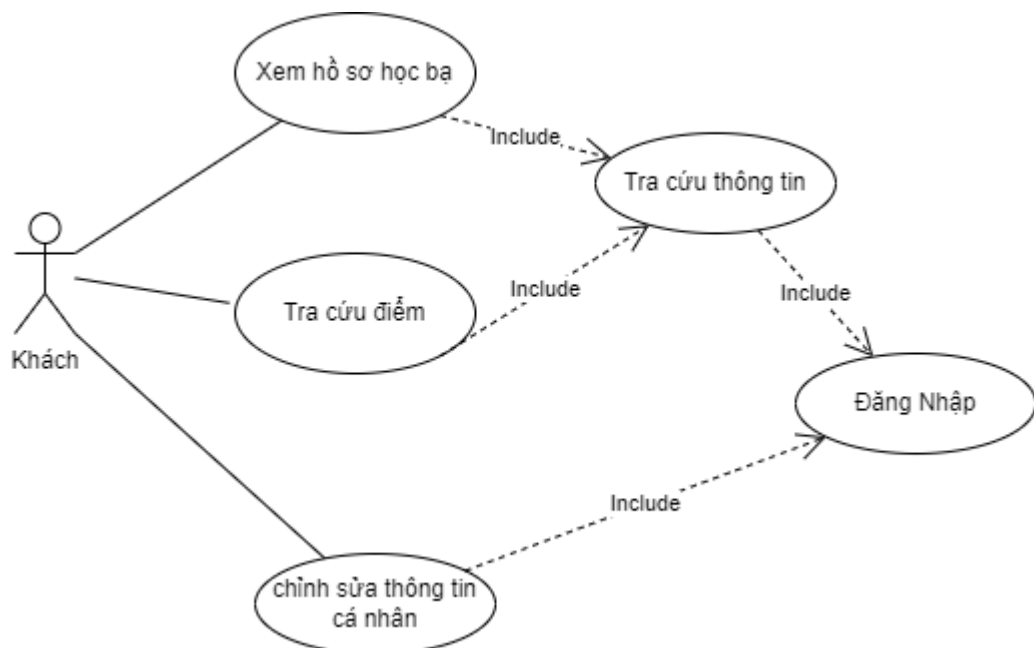 Xem hồ sơ học bạ
Include
Tra cứu thông tin
Include
Tra cứu điểm
Include
Khách
Đăng Nhập
Include
chỉnh sửa thông tin
cá nhân